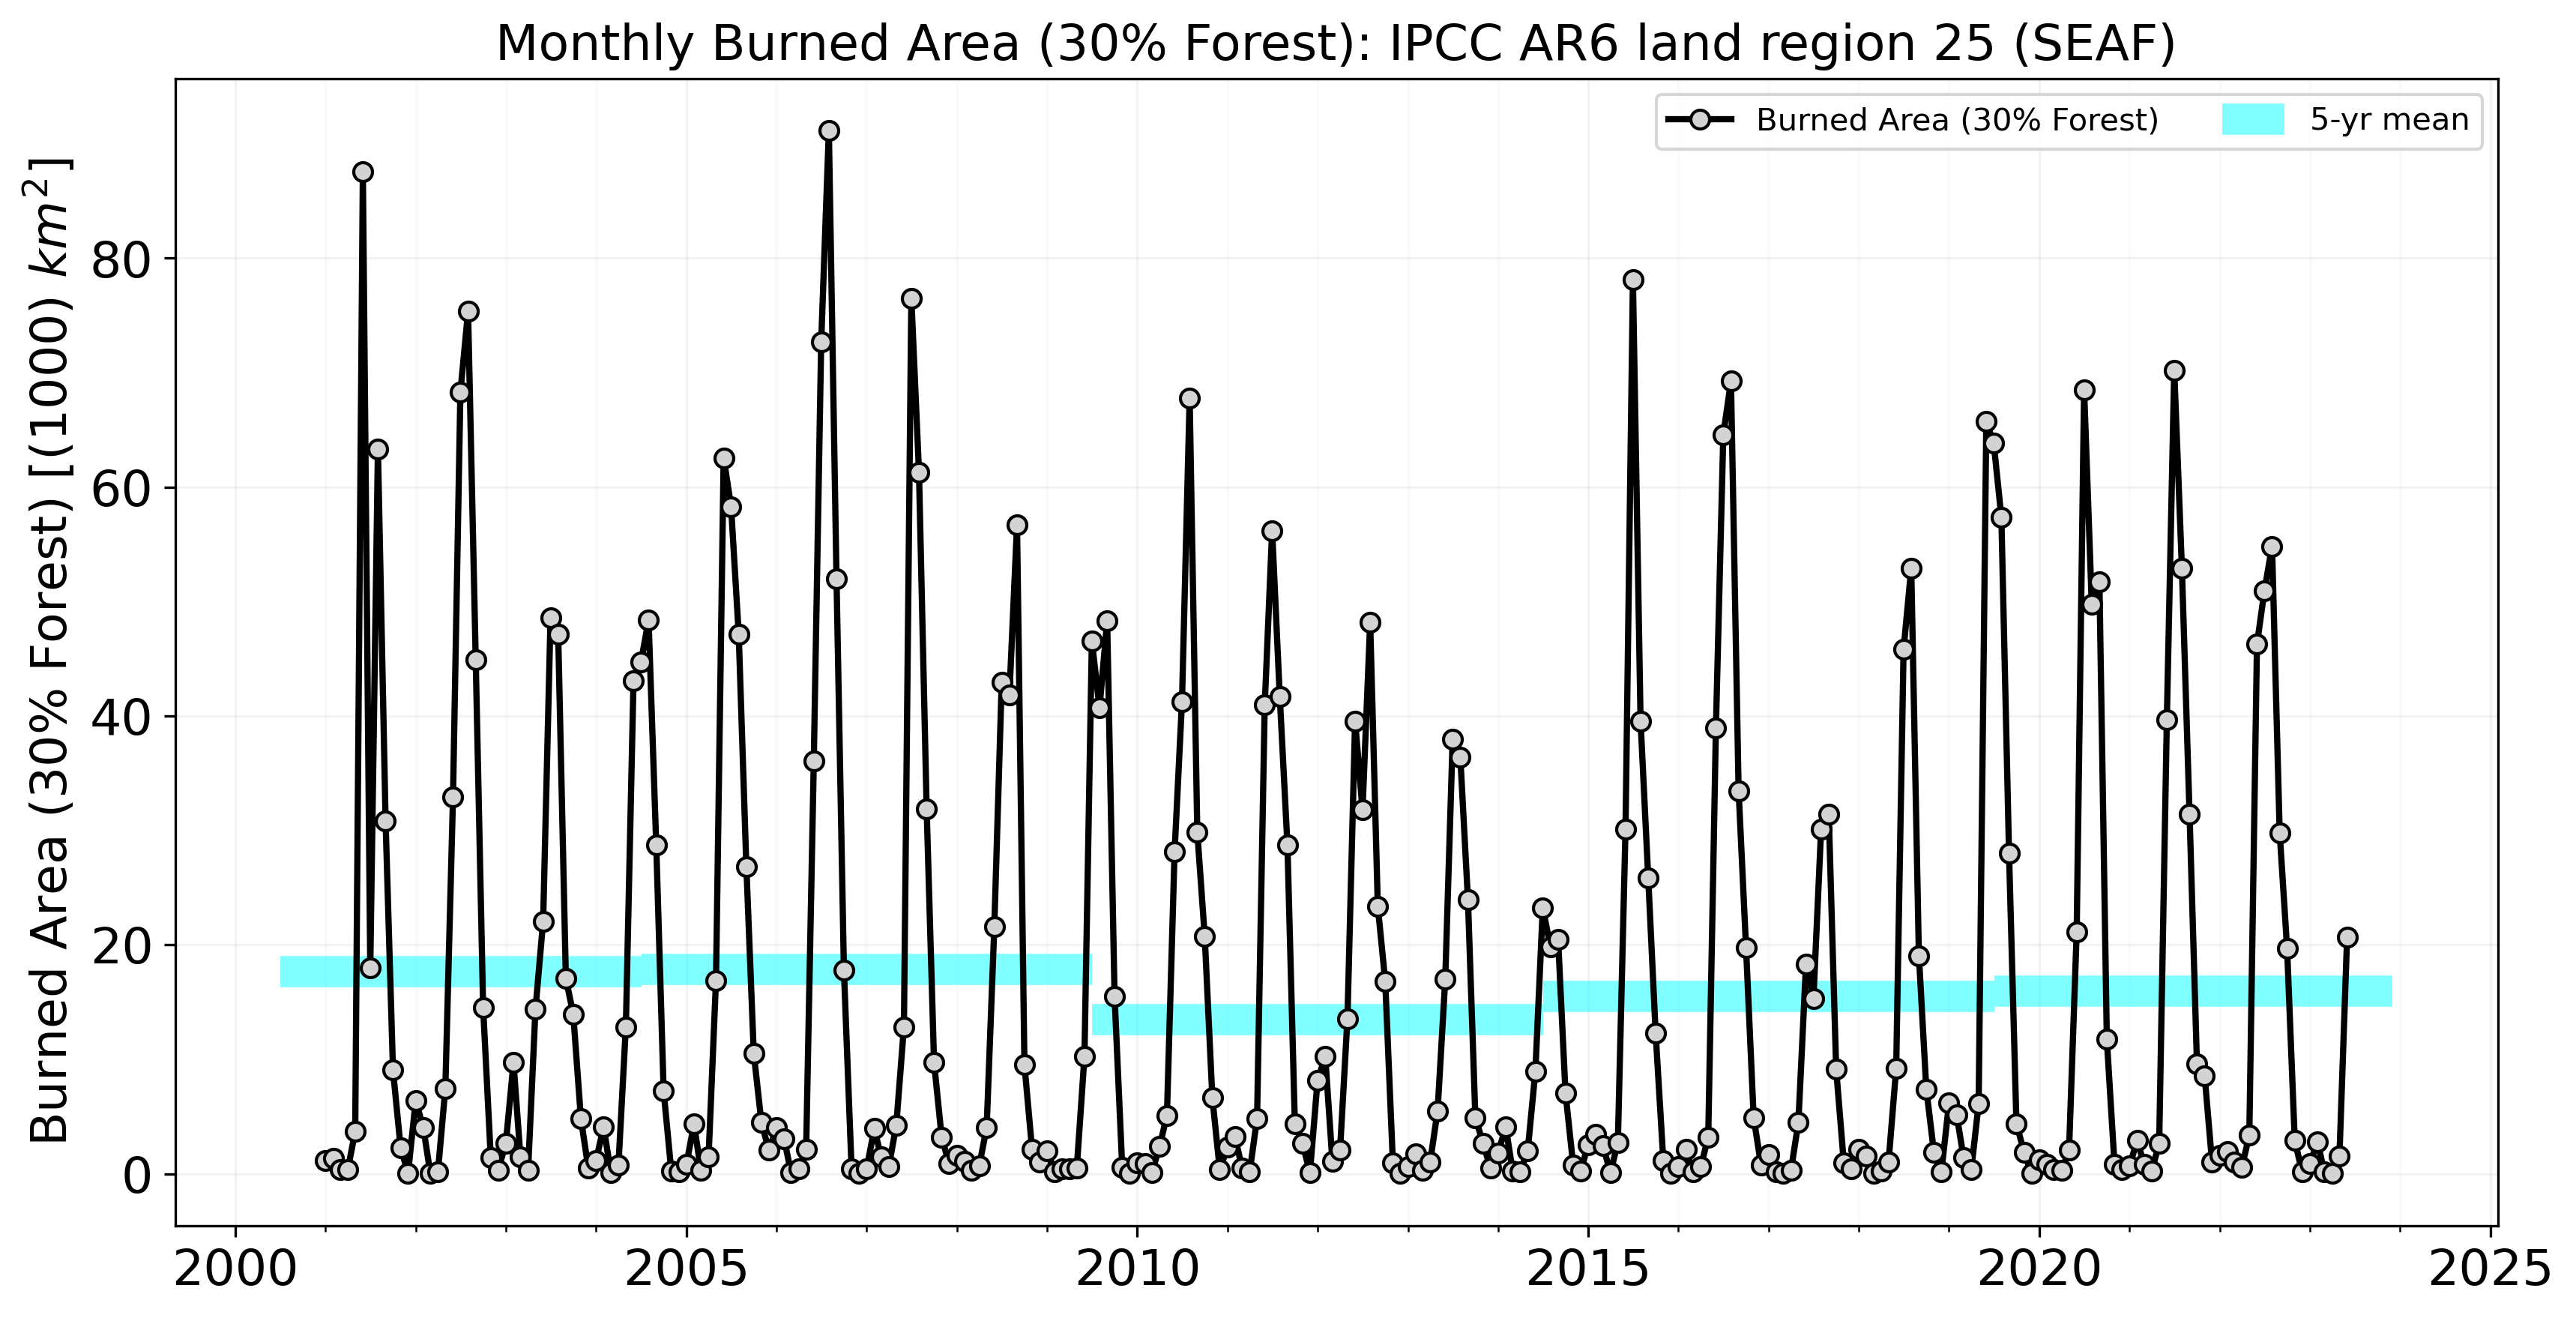 Monthly Burned Area (30% Forest): IPCC AR6 land region 25 (SEAF)
Burned Area (30% Forest) 5-yr mean
Burned Area (30% Forest) [(1000) km²]
80
60
40
20
0
2000 2005 2010 2015 2020 2025